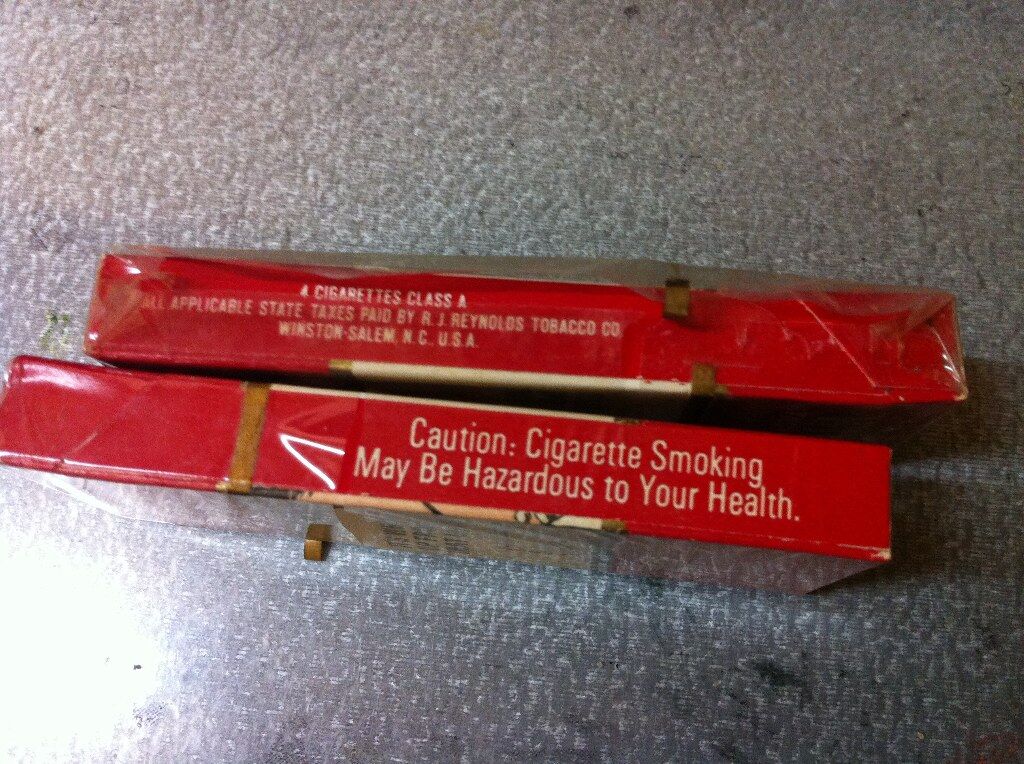 4 CIGARETTES CLASS A
ALL APPLICABLE STATE TAXES PAID BY R. J. REYNOLDS TOBACCO CO.
WINSTON-SALEM, N.C. U.S.A.
Caution: Cigarette Smoking
May Be Hazardous to Your Health.